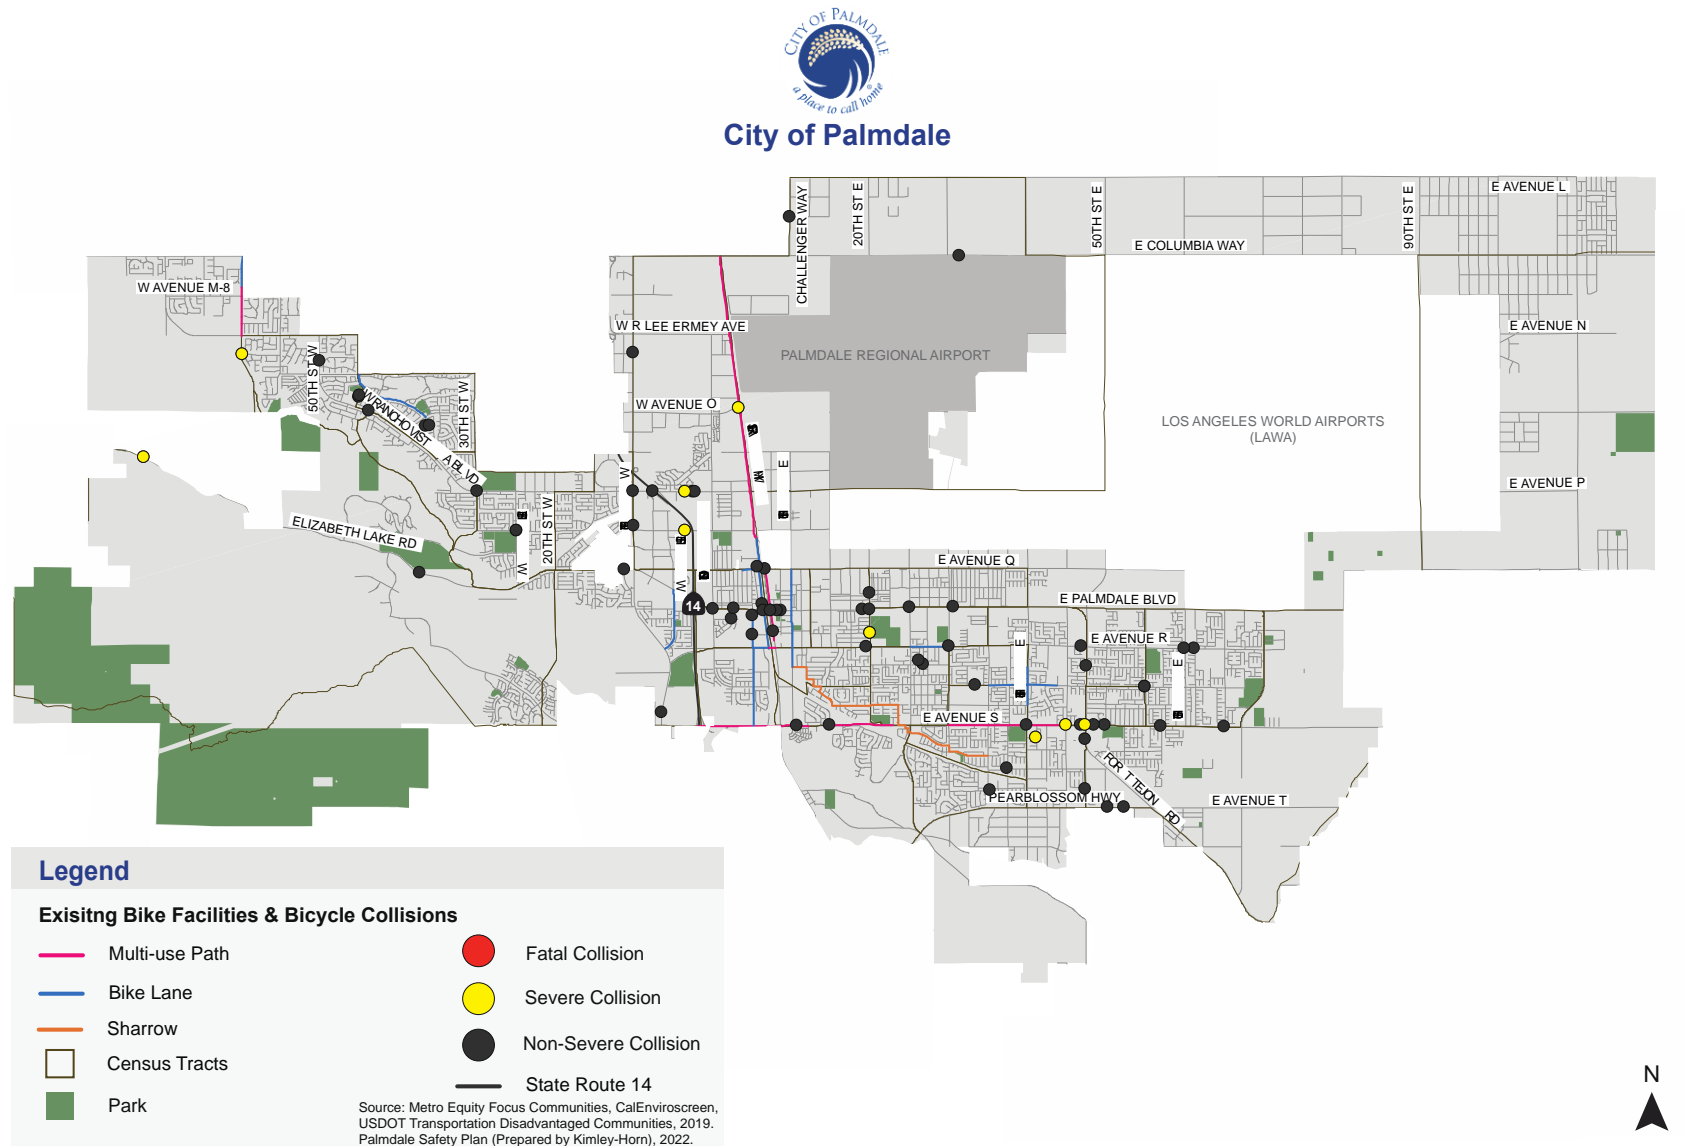 CITY OF PALMDALE
a place to call home
City of Palmdale
E AVENUE L
CHALLENGER WAY
20TH ST E
50TH ST E
90TH ST E
E COLUMBIA WAY
W AVENUE M-8
W R LEE ERMEY AVE
E AVENUE N
PALMDALE REGIONAL AIRPORT
50TH ST W
W RANCHO VISTA BLVD
30TH ST W
W AVENUE O
LOS ANGELES WORLD AIRPORTS
(LAWA)
E AVENUE P
ELIZABETH LAKE RD
20TH ST W
W
E
W
W
E AVENUE Q
14
E PALMDALE BLVD
E AVENUE R
E
E
E AVENUE S
FORT TEJON RD
PEARBLOSSOM HWY
E AVENUE T
Legend
Exisitng Bike Facilities & Bicycle Collisions
Multi-use Path
Bike Lane
Sharrow
Census Tracts
Park
Fatal Collision
Severe Collision
Non-Severe Collision
State Route 14
Source: Metro Equity Focus Communities, CalEnviroscreen,
USDOT Transportation Disadvantaged Communities, 2019.
Palmdale Safety Plan (Prepared by Kimley-Horn), 2022.
N